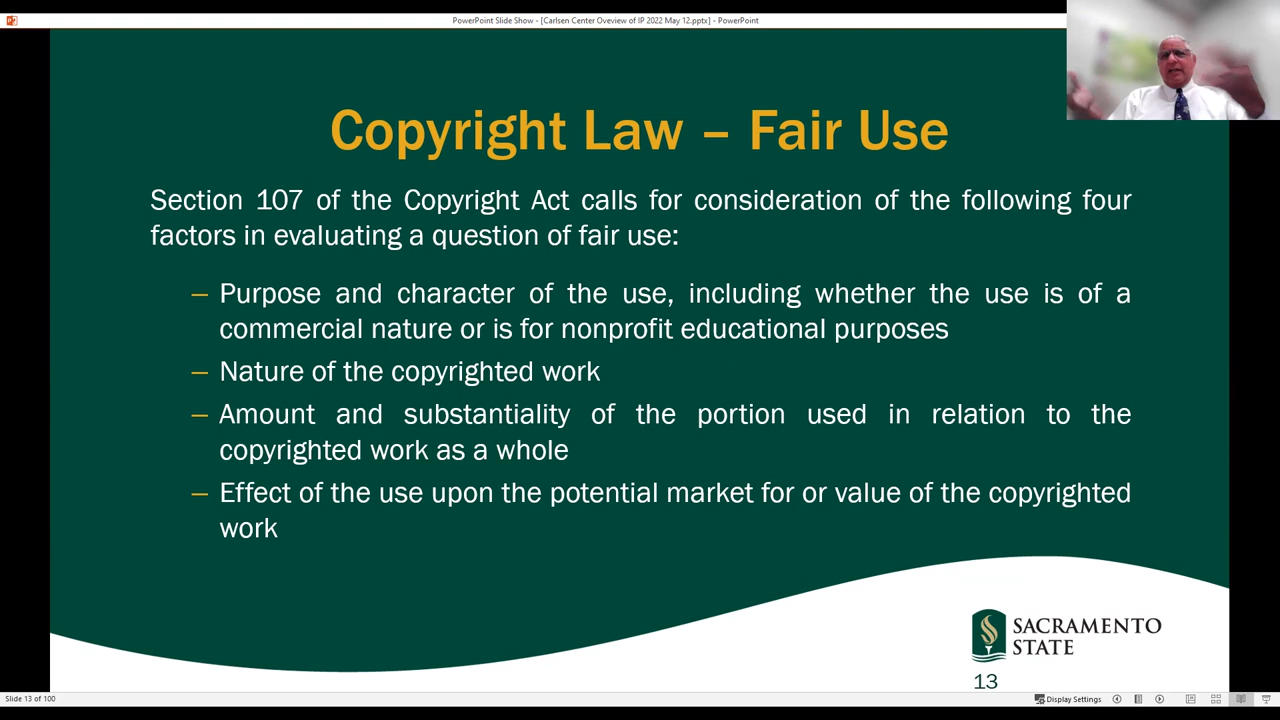 PowerPoint Slide Show - [Carlsen Center Oveview of IP 2022 May 12.pptx] - PowerPoint
Copyright Law – Fair Use
Section 107 of the Copyright Act calls for consideration of the following four
factors in evaluating a question of fair use:
– Purpose and character of the use, including whether the use is of a
commercial nature or is for nonprofit educational purposes
– Nature of the copyrighted work
– Amount and substantiality of the portion used in relation to the
copyrighted work as a whole
– Effect of the use upon the potential market for or value of the copyrighted
work
SACRAMENTO
STATE
13
Slide 13 of 100
Display Settings